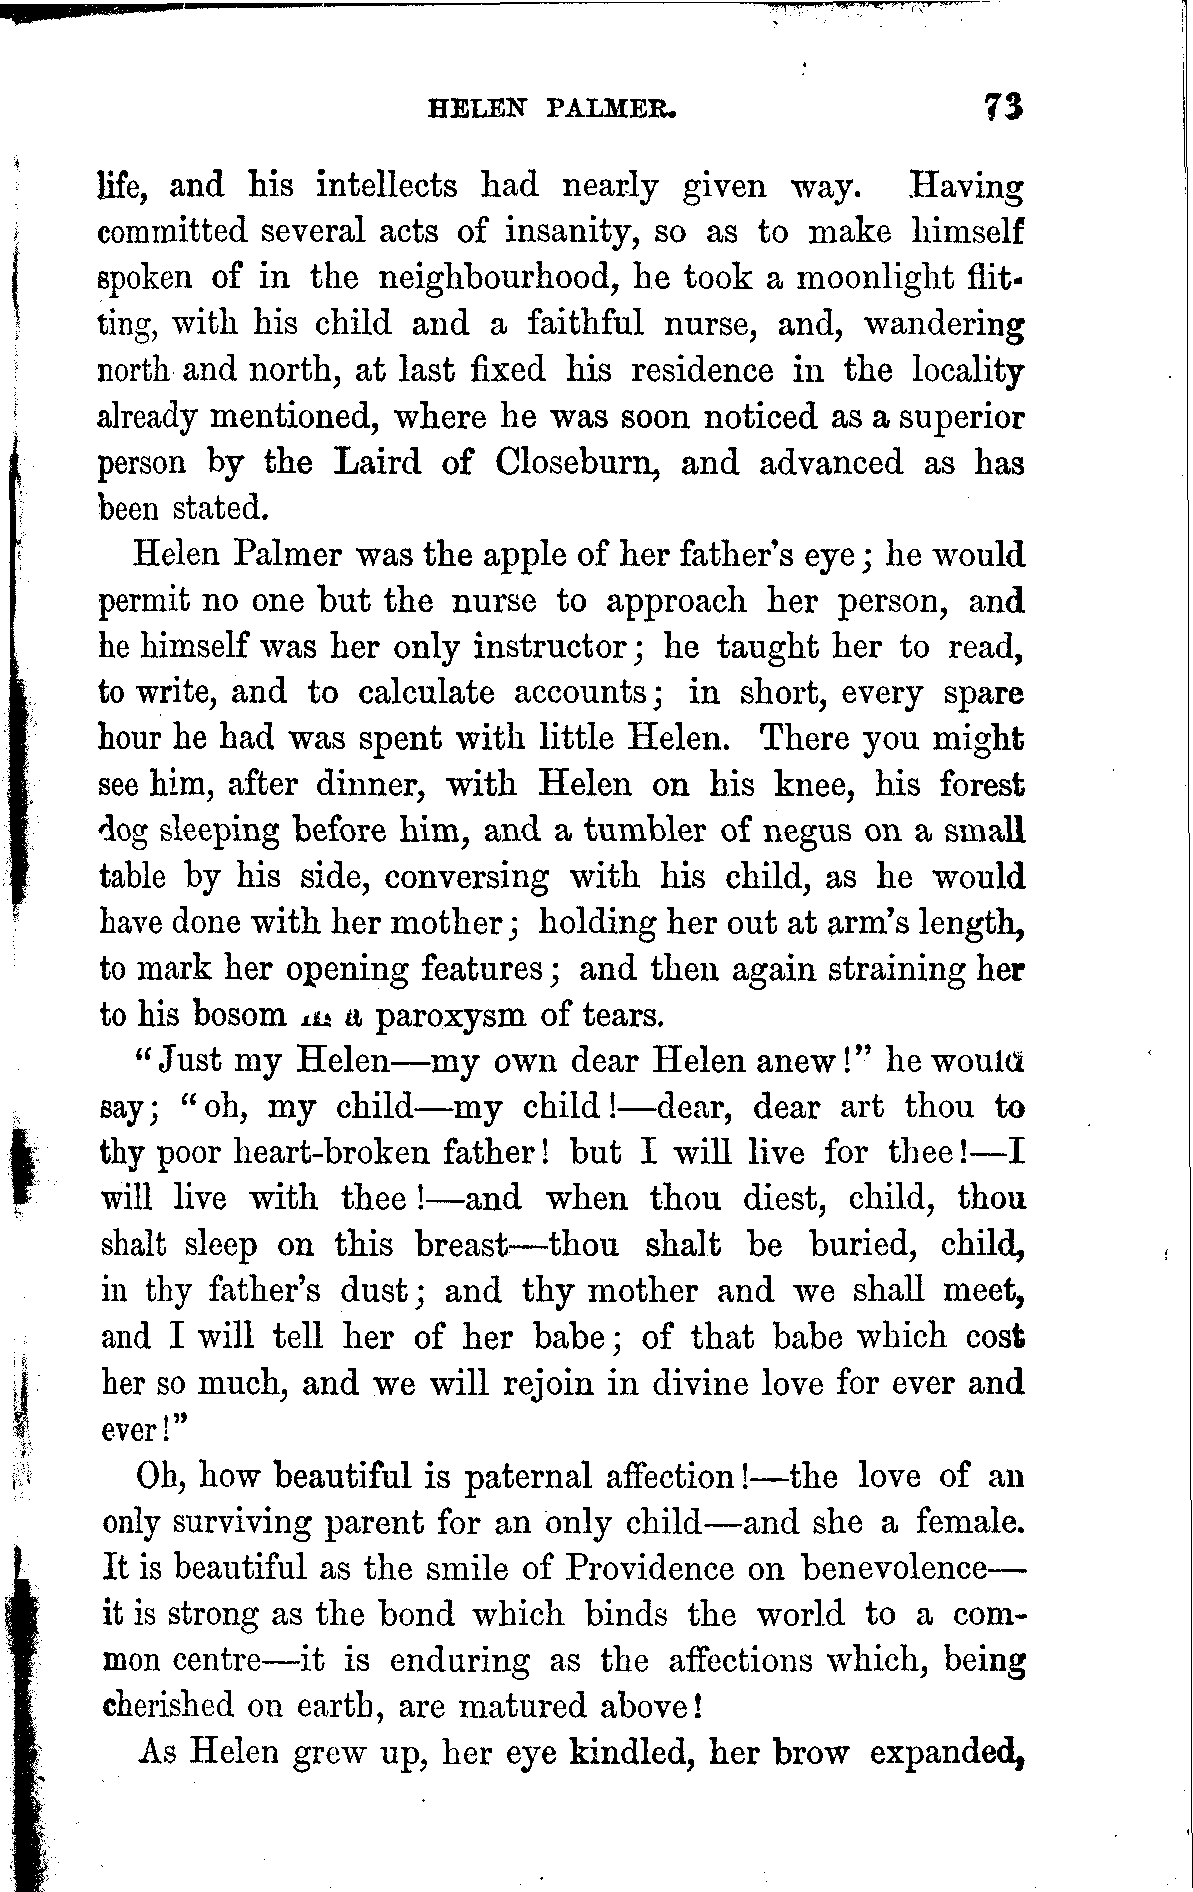 HELEN PALMER. 73
life, and his intellects had nearly given way. Having
committed several acts of insanity, so as to make himself
spoken of in the neighbourhood, he took a moonlight flit-
ting, with his child and a faithful nurse, and, wandering
north and north, at last fixed his residence in the locality
already mentioned, where he was soon noticed as a superior
person by the Laird of Closeburn, and advanced as has
been stated.
Helen Palmer was the apple of her father's eye; he would
permit no one but the nurse to approach her person, and
he himself was her only instructor; he taught her to read,
to write, and to calculate accounts; in short, every spare
hour he had was spent with little Helen. There you might
see him, after dinner, with Helen on his knee, his forest
dog sleeping before him, and a tumbler of negus on a small
table by his side, conversing with his child, as he would
have done with her mother; holding her out at arm's length,
to mark her opening features; and then again straining her
to his bosom in a paroxysm of tears.
"Just my Helen—my own dear Helen anew!" he would
say; "oh, my child—my child!—dear, dear art thou to
thy poor heart-broken father! but I will live for thee!—I
will live with thee!—and when thou diest, child, thou
shalt sleep on this breast—thou shalt be buried, child,
in thy father's dust; and thy mother and we shall meet,
and I will tell her of her babe; of that babe which cost
her so much, and we will rejoin in divine love for ever and
ever!"
Oh, how beautiful is paternal affection!—the love of an
only surviving parent for an only child—and she a female.
It is beautiful as the smile of Providence on benevolence—
it is strong as the bond which binds the world to a com-
mon centre—it is enduring as the affections which, being
cherished on earth, are matured above!
As Helen grew up, her eye kindled, her brow expanded,